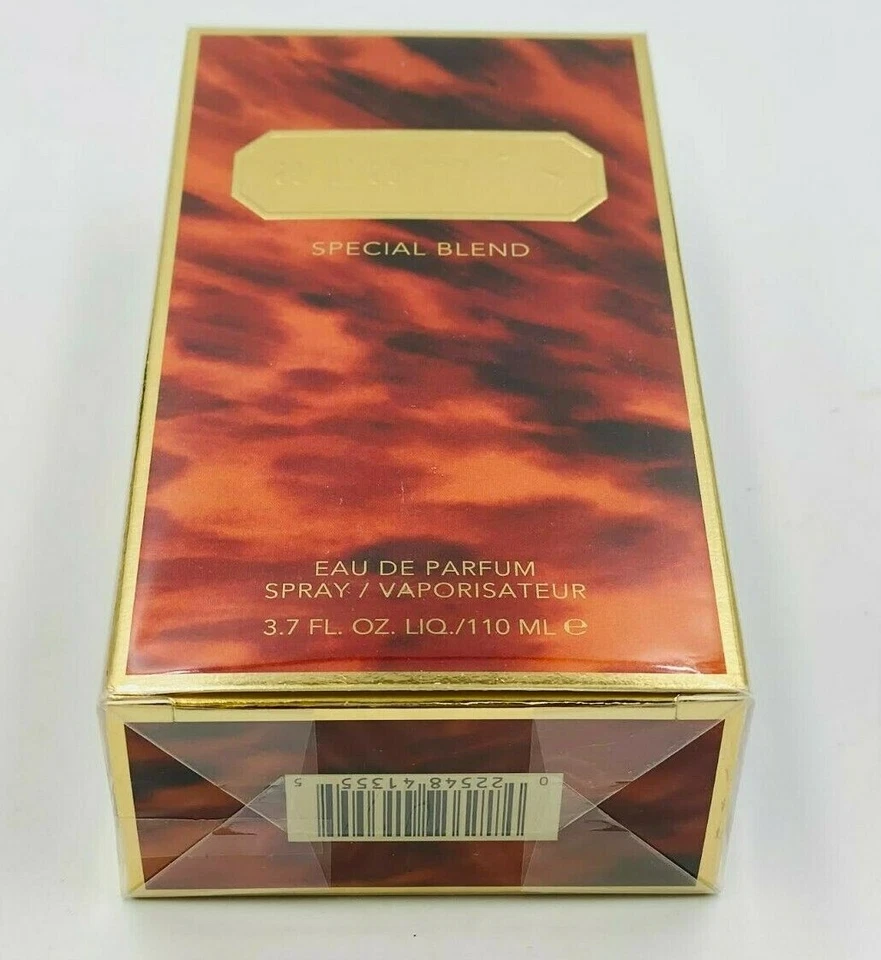 SPECIAL BLEND
EAU DE PARFUM
SPRAY / VAPORISATEUR
3.7 FL. OZ. LIQ./110 ML ℮
0 22548 41355 5